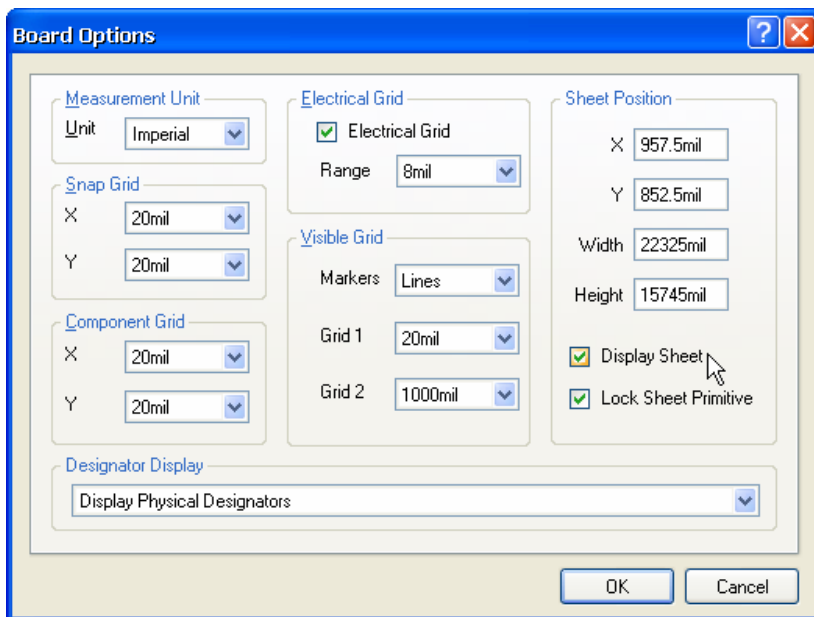 Board Options
Measurement Unit
Unit Imperial
Snap Grid
X 20mil
Y 20mil
Component Grid
X 20mil
Y 20mil
Electrical Grid
Electrical Grid
Range 8mil
Visible Grid
Markers Lines
Grid 1 20mil
Grid 2 1000mil
Sheet Position
X 957.5mil
Y 852.5mil
Width 22325mil
Height 15745mil
Display Sheet
Lock Sheet Primitive
Designator Display
Display Physical Designators
OK Cancel